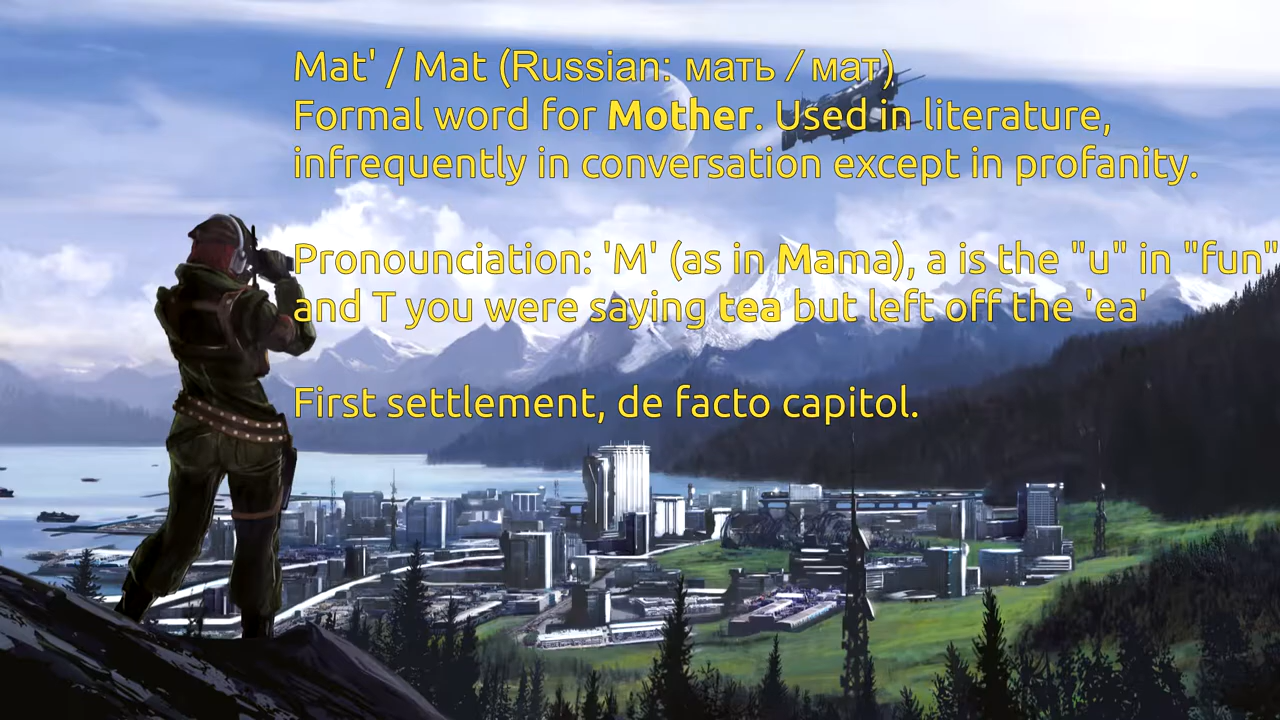 Mat' / Mat (Russian: мать / мат)
Formal word for Mother. Used in literature,
infrequently in conversation except in profanity.
Pronounciation: 'M' (as in Mama), a is the "u" in "fun"
and T you were saying tea but left off the 'ea'
First settlement, de facto capitol.